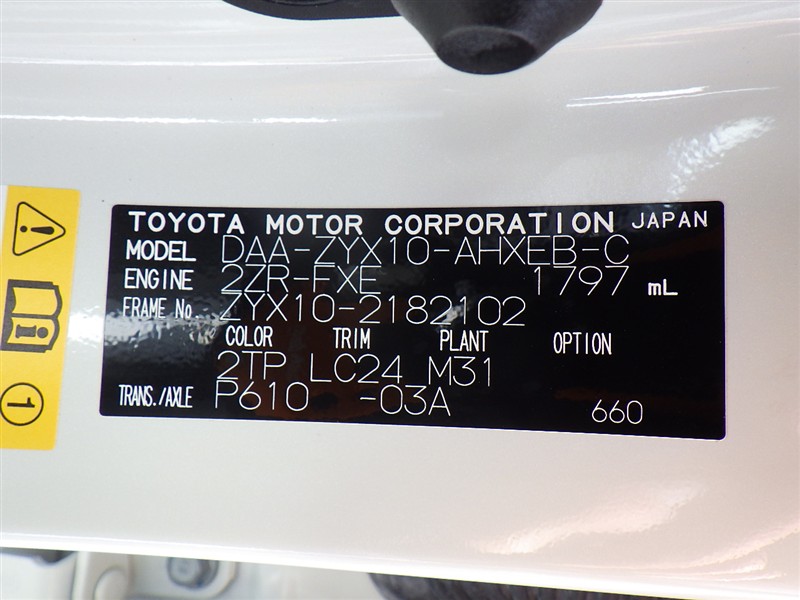 TOYOTA MOTOR CORPORATION JAPAN
MODEL DAA-ZYX10-AHXEB-C
ENGINE 2ZR-FXE 1797 mL
FRAME No. ZYX10-2182102
COLOR TRIM PLANT OPTION
2TP LC24 M31
TRANS./AXLE P610 -03A 660
1